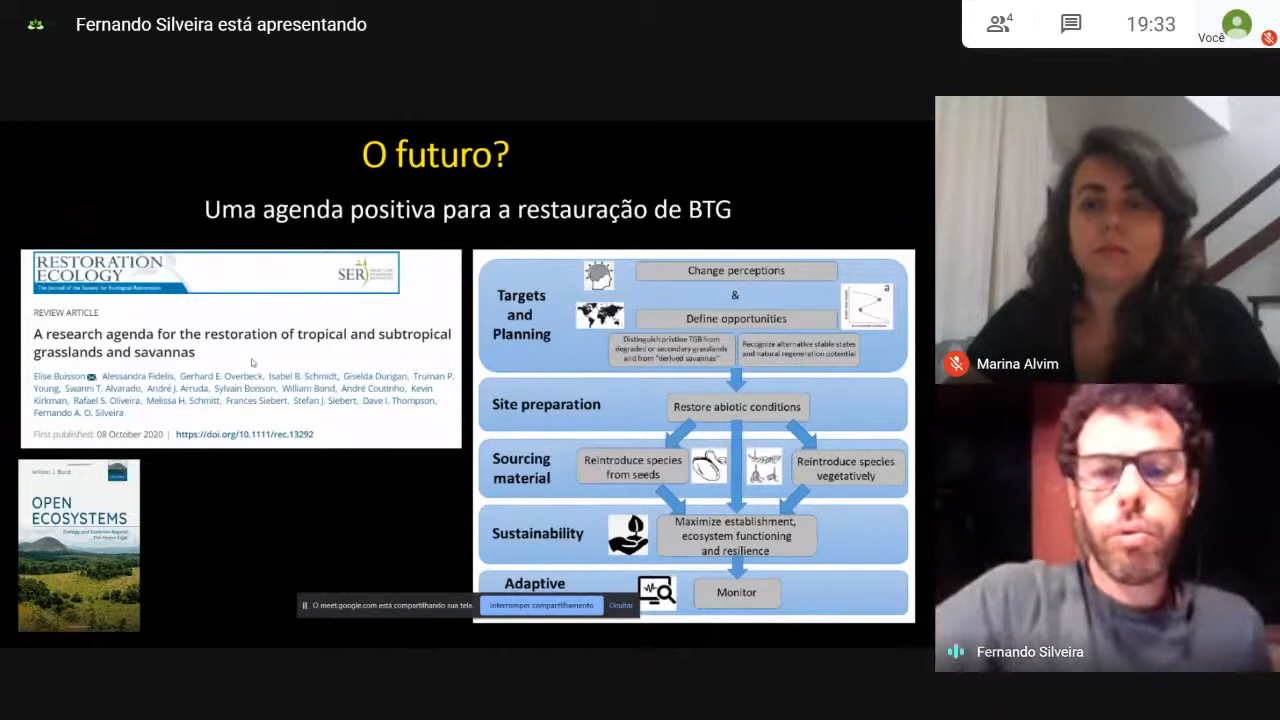 Fernando Silveira está apresentando
4
19:33
Você
O futuro?
Uma agenda positiva para a restauração de BTG
RESTORATION
ECOLOGY
The Journal of the Society for Ecological Restoration
SER
REVIEW ARTICLE
A research agenda for the restoration of tropical and subtropical
grasslands and savannas
Elise Buisson, Alessandra Fidelis, Gerhard E. Overbeck, Isabel B. Schmidt, Giselda Durigan, Truman P.
Young, Swanni T. Alvarado, André J. Arruda, Sylvain Boisson, William Bond, André Coutinho, Kevin
Kirkman, Rafael S. Oliveira, Melissa H. Schmitt, Frances Siebert, Stefan J. Siebert, Dave I. Thompson,
Fernando A. O. Silveira
First published: 08 October 2020 | https://doi.org/10.1111/rec.13292
William J. Bond
OPEN
ECOSYSTEMS
Ecology and Evolution Beyond
The Forest Edge
Targets
and
Planning
Change perceptions
&
Define opportunities
a
Distinguish pristine TGB from
degraded or secondary grasslands
and from "derived savannas"
Recognize alternative stable states
and natural regeneration potential
Site preparation
Restore abiotic conditions
Sourcing
material
Reintroduce species
from seeds
Reintroduce species
vegetatively
Sustainability
Maximize establishment,
ecosystem functioning
and resilience
Adaptive
Monitor
O meet.google.com está compartilhando sua tela.
Interromper compartilhamento
Ocultar
Marina Alvim
Fernando Silveira